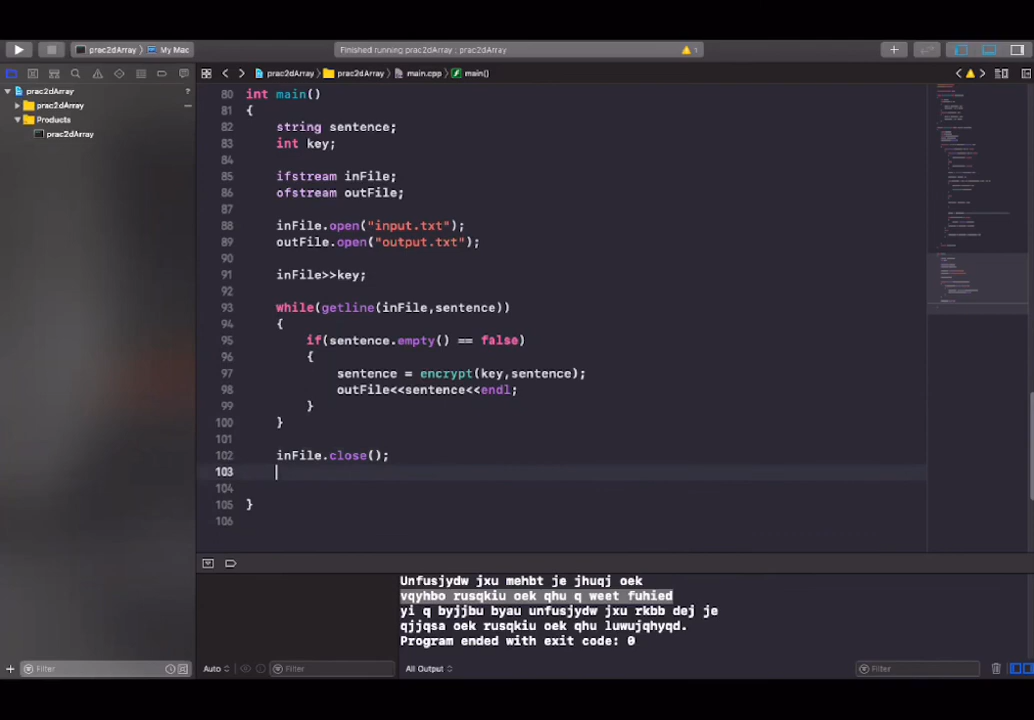 prac2dArray
My Mac
Finished running prac2dArray : prac2dArray
1
prac2dArray
prac2dArray
main.cpp
main()
prac2dArray
?
prac2dArray
Products
prac2dArray
80 int main()
81 {
82 string sentence;
83 int key;
84
85 ifstream inFile;
86 ofstream outFile;
87
88 inFile.open("input.txt");
89 outFile.open("output.txt");
90
91 inFile>>key;
92
93 while(getline(inFile,sentence))
94 {
95 if(sentence.empty() == false)
96 {
97 sentence = encrypt(key,sentence);
98 outFile<<sentence<<endl;
99 }
100 }
101
102 inFile.close();
103
104
105 }
106
Unfusjydw jxu mehbt je jhuqj oek
vqyhbo rusqkiu oek qhu q weet fuhied
yi q byjjbu byau unfusjydw jxu rkbb dej je
qjjqsa oek rusqkiu oek qhu luwujqhyqd.
Program ended with exit code: 0
Filter
Auto
Filter
All Output
Filter